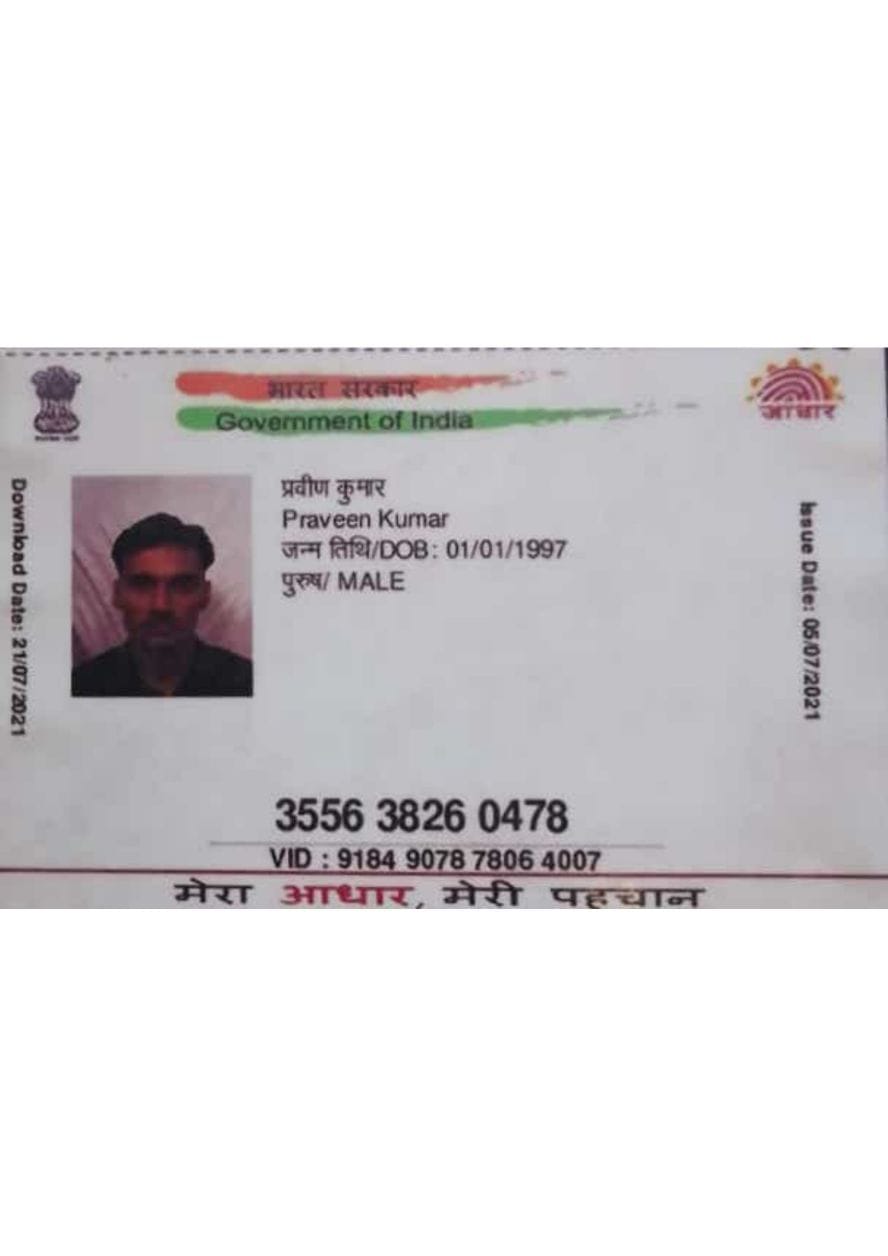 भारत सरकार
Government of India
आधार
Download Date: 21/07/2021
प्रवीण कुमार
Praveen Kumar
जन्म तिथि/DOB: 01/01/1997
पुरुष/ MALE
Issue Date: 05/07/2021
3556 3826 0478
VID : 9184 9078 7806 4007
मेरा आधार, मेरी पहचान